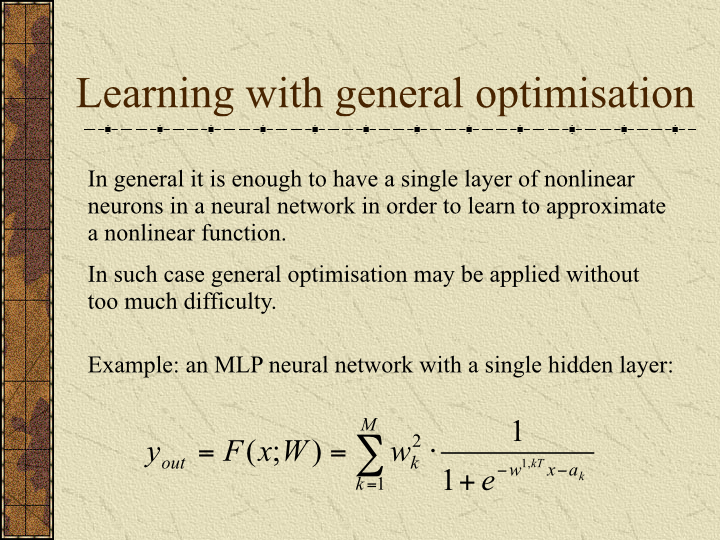 Learning with general optimisation
In general it is enough to have a single layer of nonlinear
neurons in a neural network in order to learn to approximate
a nonlinear function.
In such case general optimisation may be applied without
too much difficulty.
Example: an MLP neural network with a single hidden layer:
y_{out} = F(x;W) = \sum_{k=1}^{M} w_k^2 \cdot \frac{1}{1+e^{-w^{1,kT}x-a_k}}